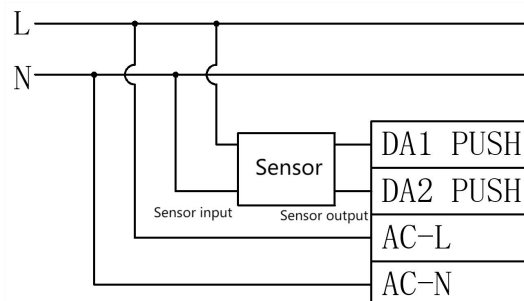 L
N
DA1 PUSH
Sensor
DA2 PUSH
Sensor input
Sensor output
AC-L
AC-N